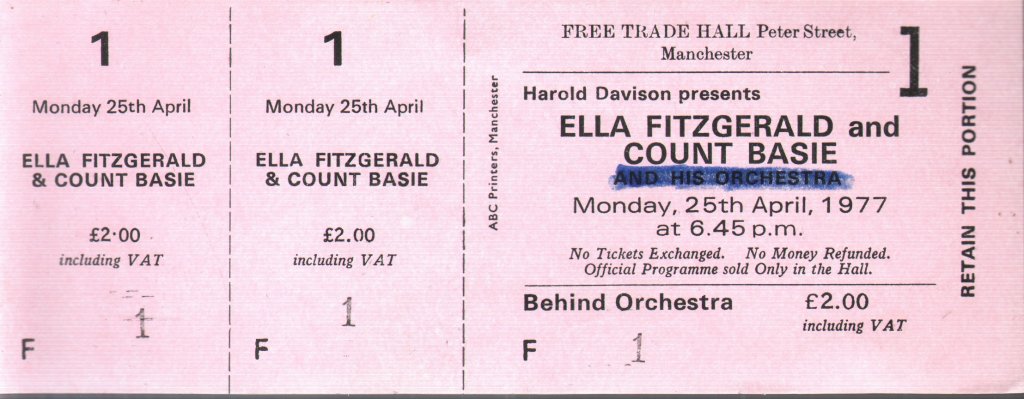 1
Monday 25th April
ELLA FITZGERALD
& COUNT BASIE
£2·00
including VAT
1
F
1
Monday 25th April
ELLA FITZGERALD
& COUNT BASIE
£2.00
including VAT
1
F
ABC Printers, Manchester
FREE TRADE HALL Peter Street,
Manchester
1
Harold Davison presents
ELLA FITZGERALD and
COUNT BASIE
AND HIS ORCHESTRA
Monday, 25th April, 1977
at 6.45 p.m.
No Tickets Exchanged. No Money Refunded.
Official Programme sold Only in the Hall.
Behind Orchestra £2.00
including VAT
F 1
RETAIN THIS PORTION